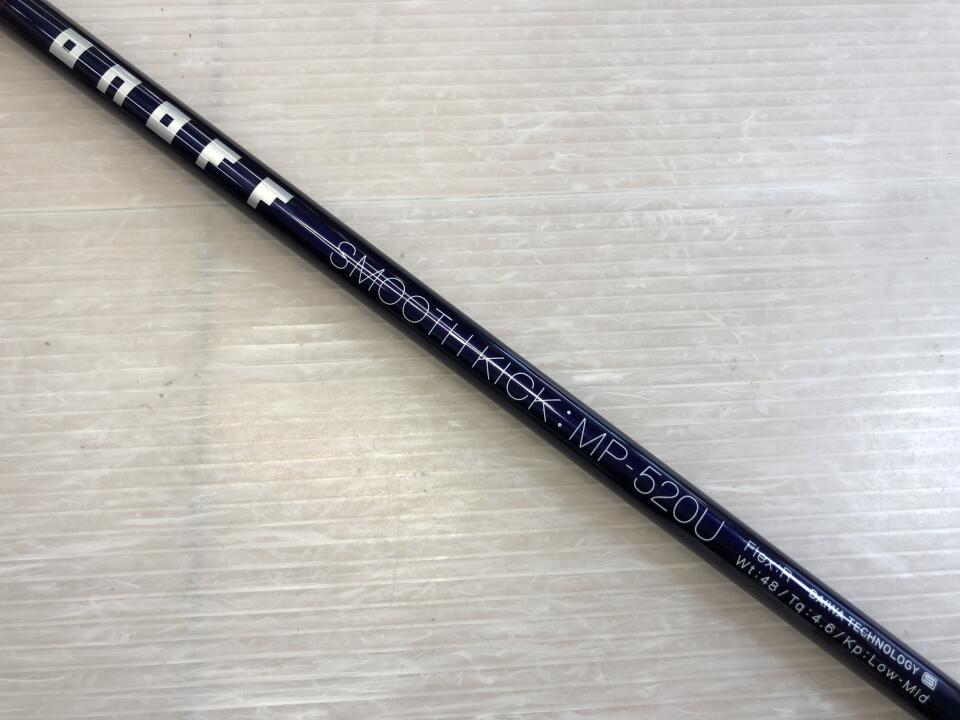 onoff
SMOOTH KICK: MP-520U
Flex:R DAIWA TECHNOLOGY
Wt:48/Tq:4.6/Kp:Low-Mid